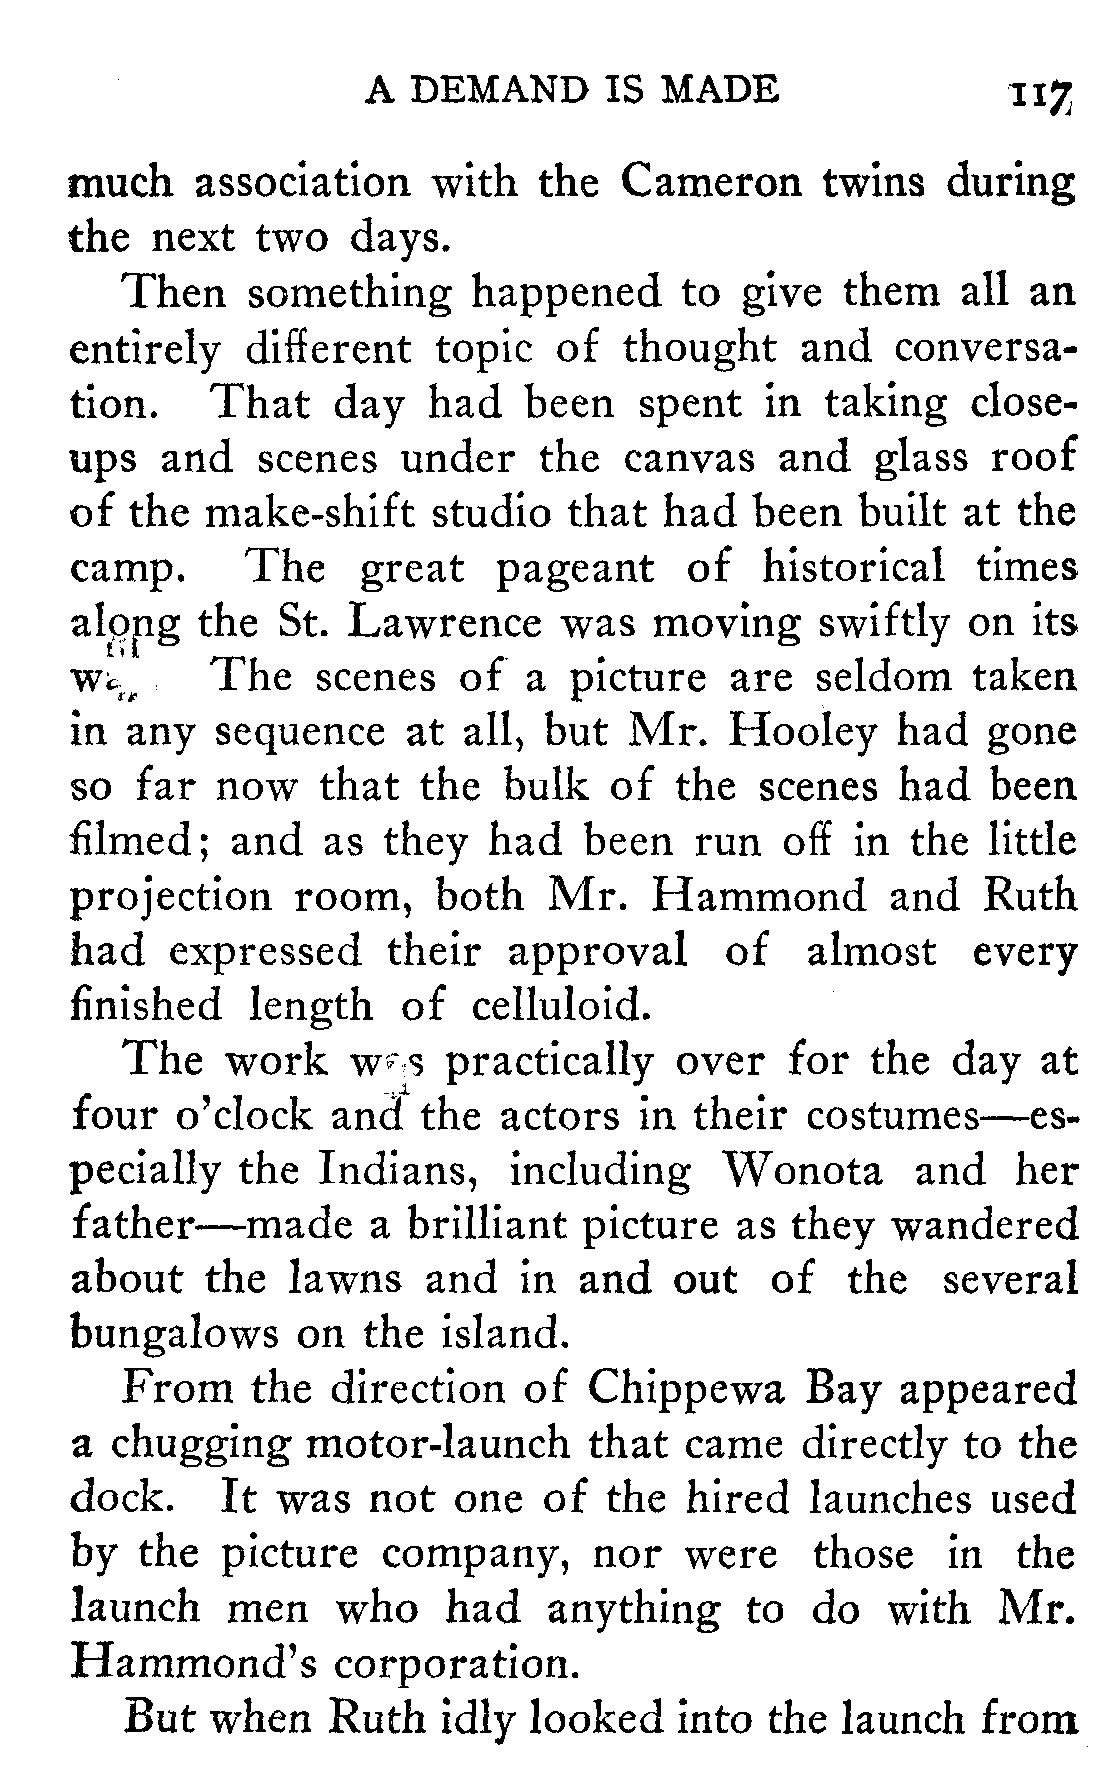 A DEMAND IS MADE 117
much association with the Cameron twins during
the next two days.
Then something happened to give them all an
entirely different topic of thought and conversa-
tion. That day had been spent in taking close-
ups and scenes under the canvas and glass roof
of the make-shift studio that had been built at the
camp. The great pageant of historical times
along the St. Lawrence was moving swiftly on its
The scenes of a picture are seldom taken
in any sequence at all, but Mr. Hooley had gone
so far now that the bulk of the scenes had been
filmed; and as they had been run off in the little
projection room, both Mr. Hammond and Ruth
had expressed their approval of almost every
finished length of celluloid.
The work was practically over for the day at
four o'clock and the actors in their costumes—es-
pecially the Indians, including Wonota and her
father—made a brilliant picture as they wandered
about the lawns and in and out of the several
bungalows on the island.
From the direction of Chippewa Bay appeared
a chugging motor-launch that came directly to the
dock. It was not one of the hired launches used
by the picture company, nor were those in the
launch men who had anything to do with Mr.
Hammond's corporation.
But when Ruth idly looked into the launch from